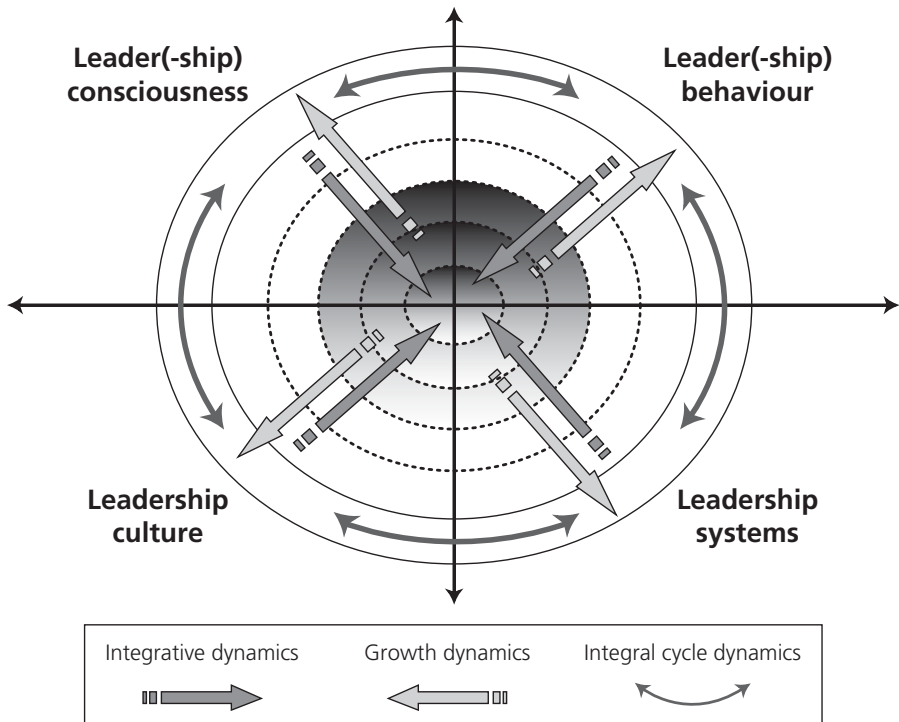 Leader(-ship)
consciousness
Leader(-ship)
behaviour
Leadership
culture
Leadership
systems
Integrative dynamics
Growth dynamics
Integral cycle dynamics